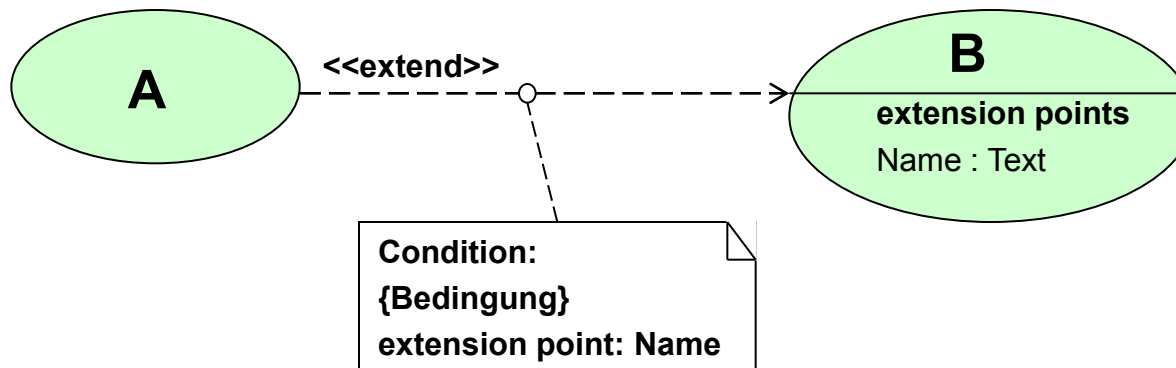 A
<<extend>>
B
extension points
Name : Text
Condition:
{Bedingung}
extension point: Name